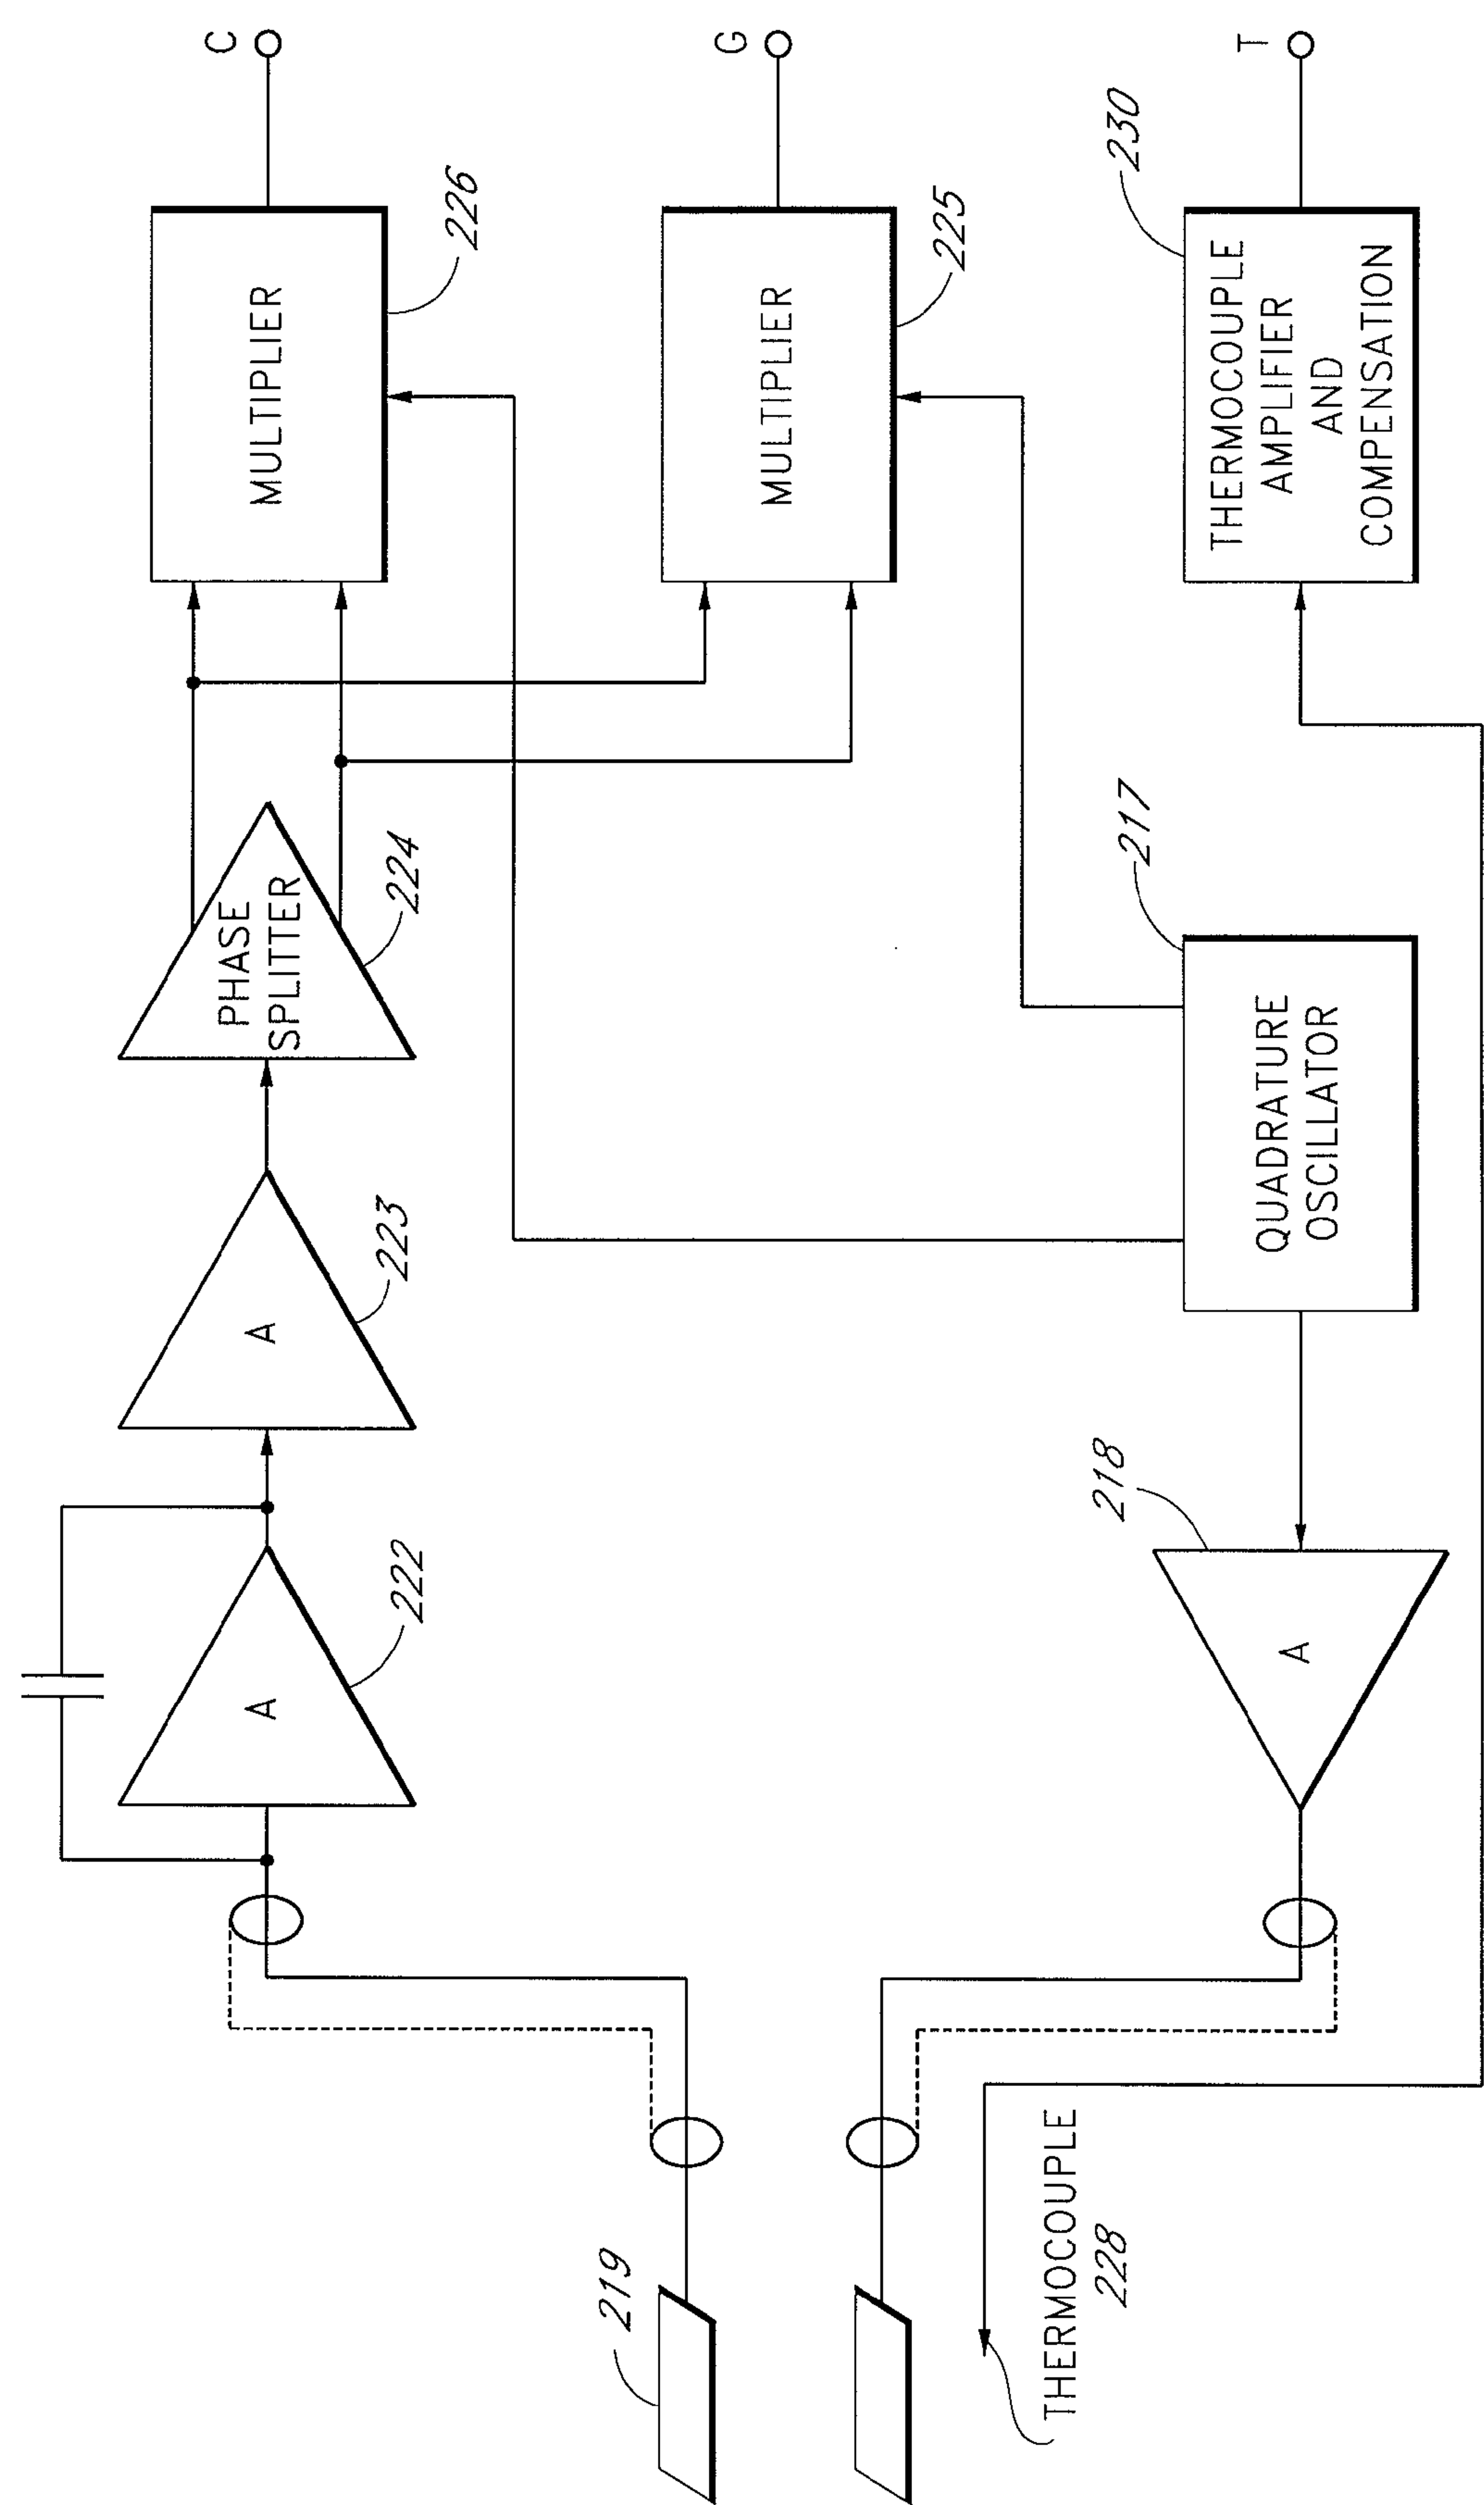 C
MULTIPLIER
226
G
MULTIPLIER
225
T
THERMOCOUPLE
AMPLIFIER
AND
COMPENSATION
230
PHASE
SPLITTER
224
A
223
A
222
QUADRATURE
OSCILLATOR
217
A
218
219
THERMOCOUPLE
228